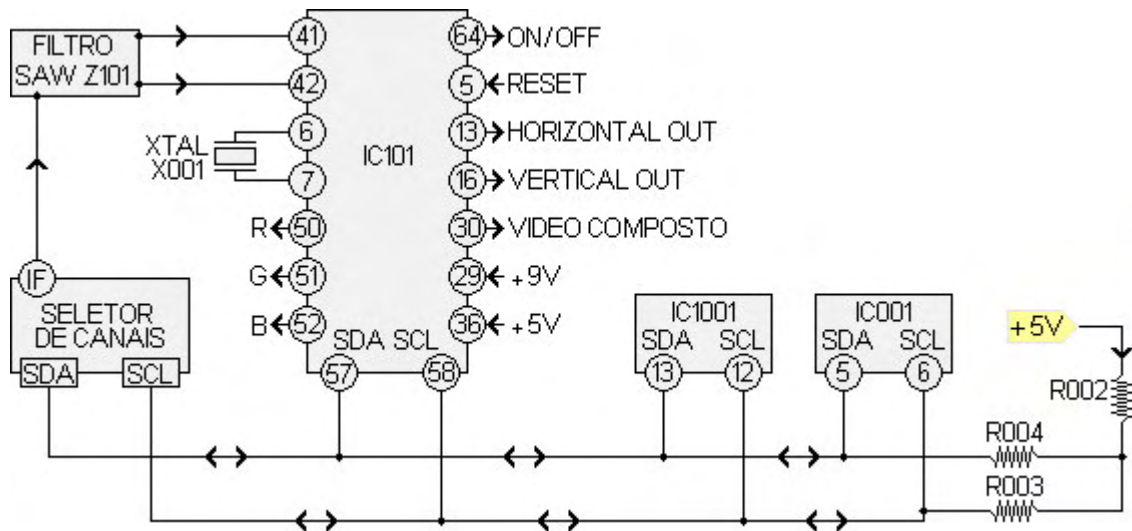 FILTRO
SAW Z101
41
42
6
7
50
51
52
XTAL
X001
R
G
B
IC101
64
5
13
16
30
29
36
ON/OFF
RESET
HORIZONTAL OUT
VERTICAL OUT
VIDEO COMPOSTO
+9V
+5V
SDA SCL
57
58
IF
SELETOR
DE CANAIS
SDA
SCL
IC1001
SDA SCL
13
12
IC001
SDA SCL
5
6
+5V
R002
R004
R003